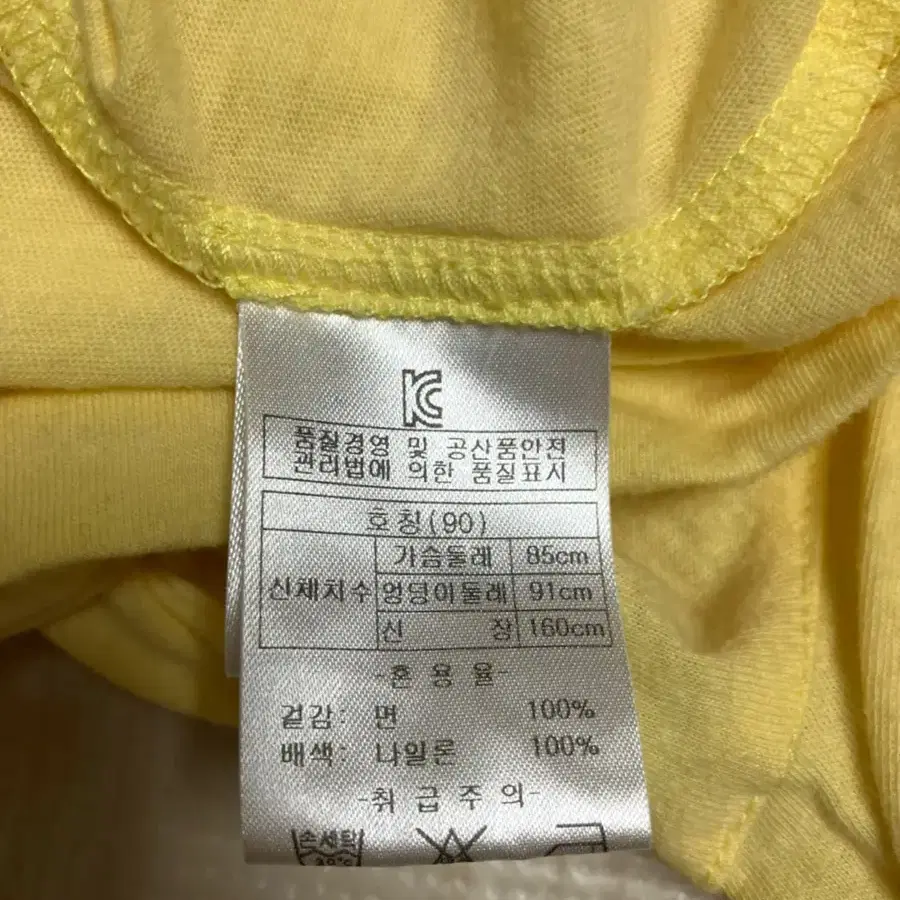 KC
품질경영 및 공산품안전
관리법에 의한 품질표시
호칭(90)
신체치수 가슴둘레 85cm
엉덩이둘레 91cm
신 장 160cm
-혼 용 율-
겉감: 면 100%
배색: 나일론 100%
-취 급 주 의-
손세탁
30℃